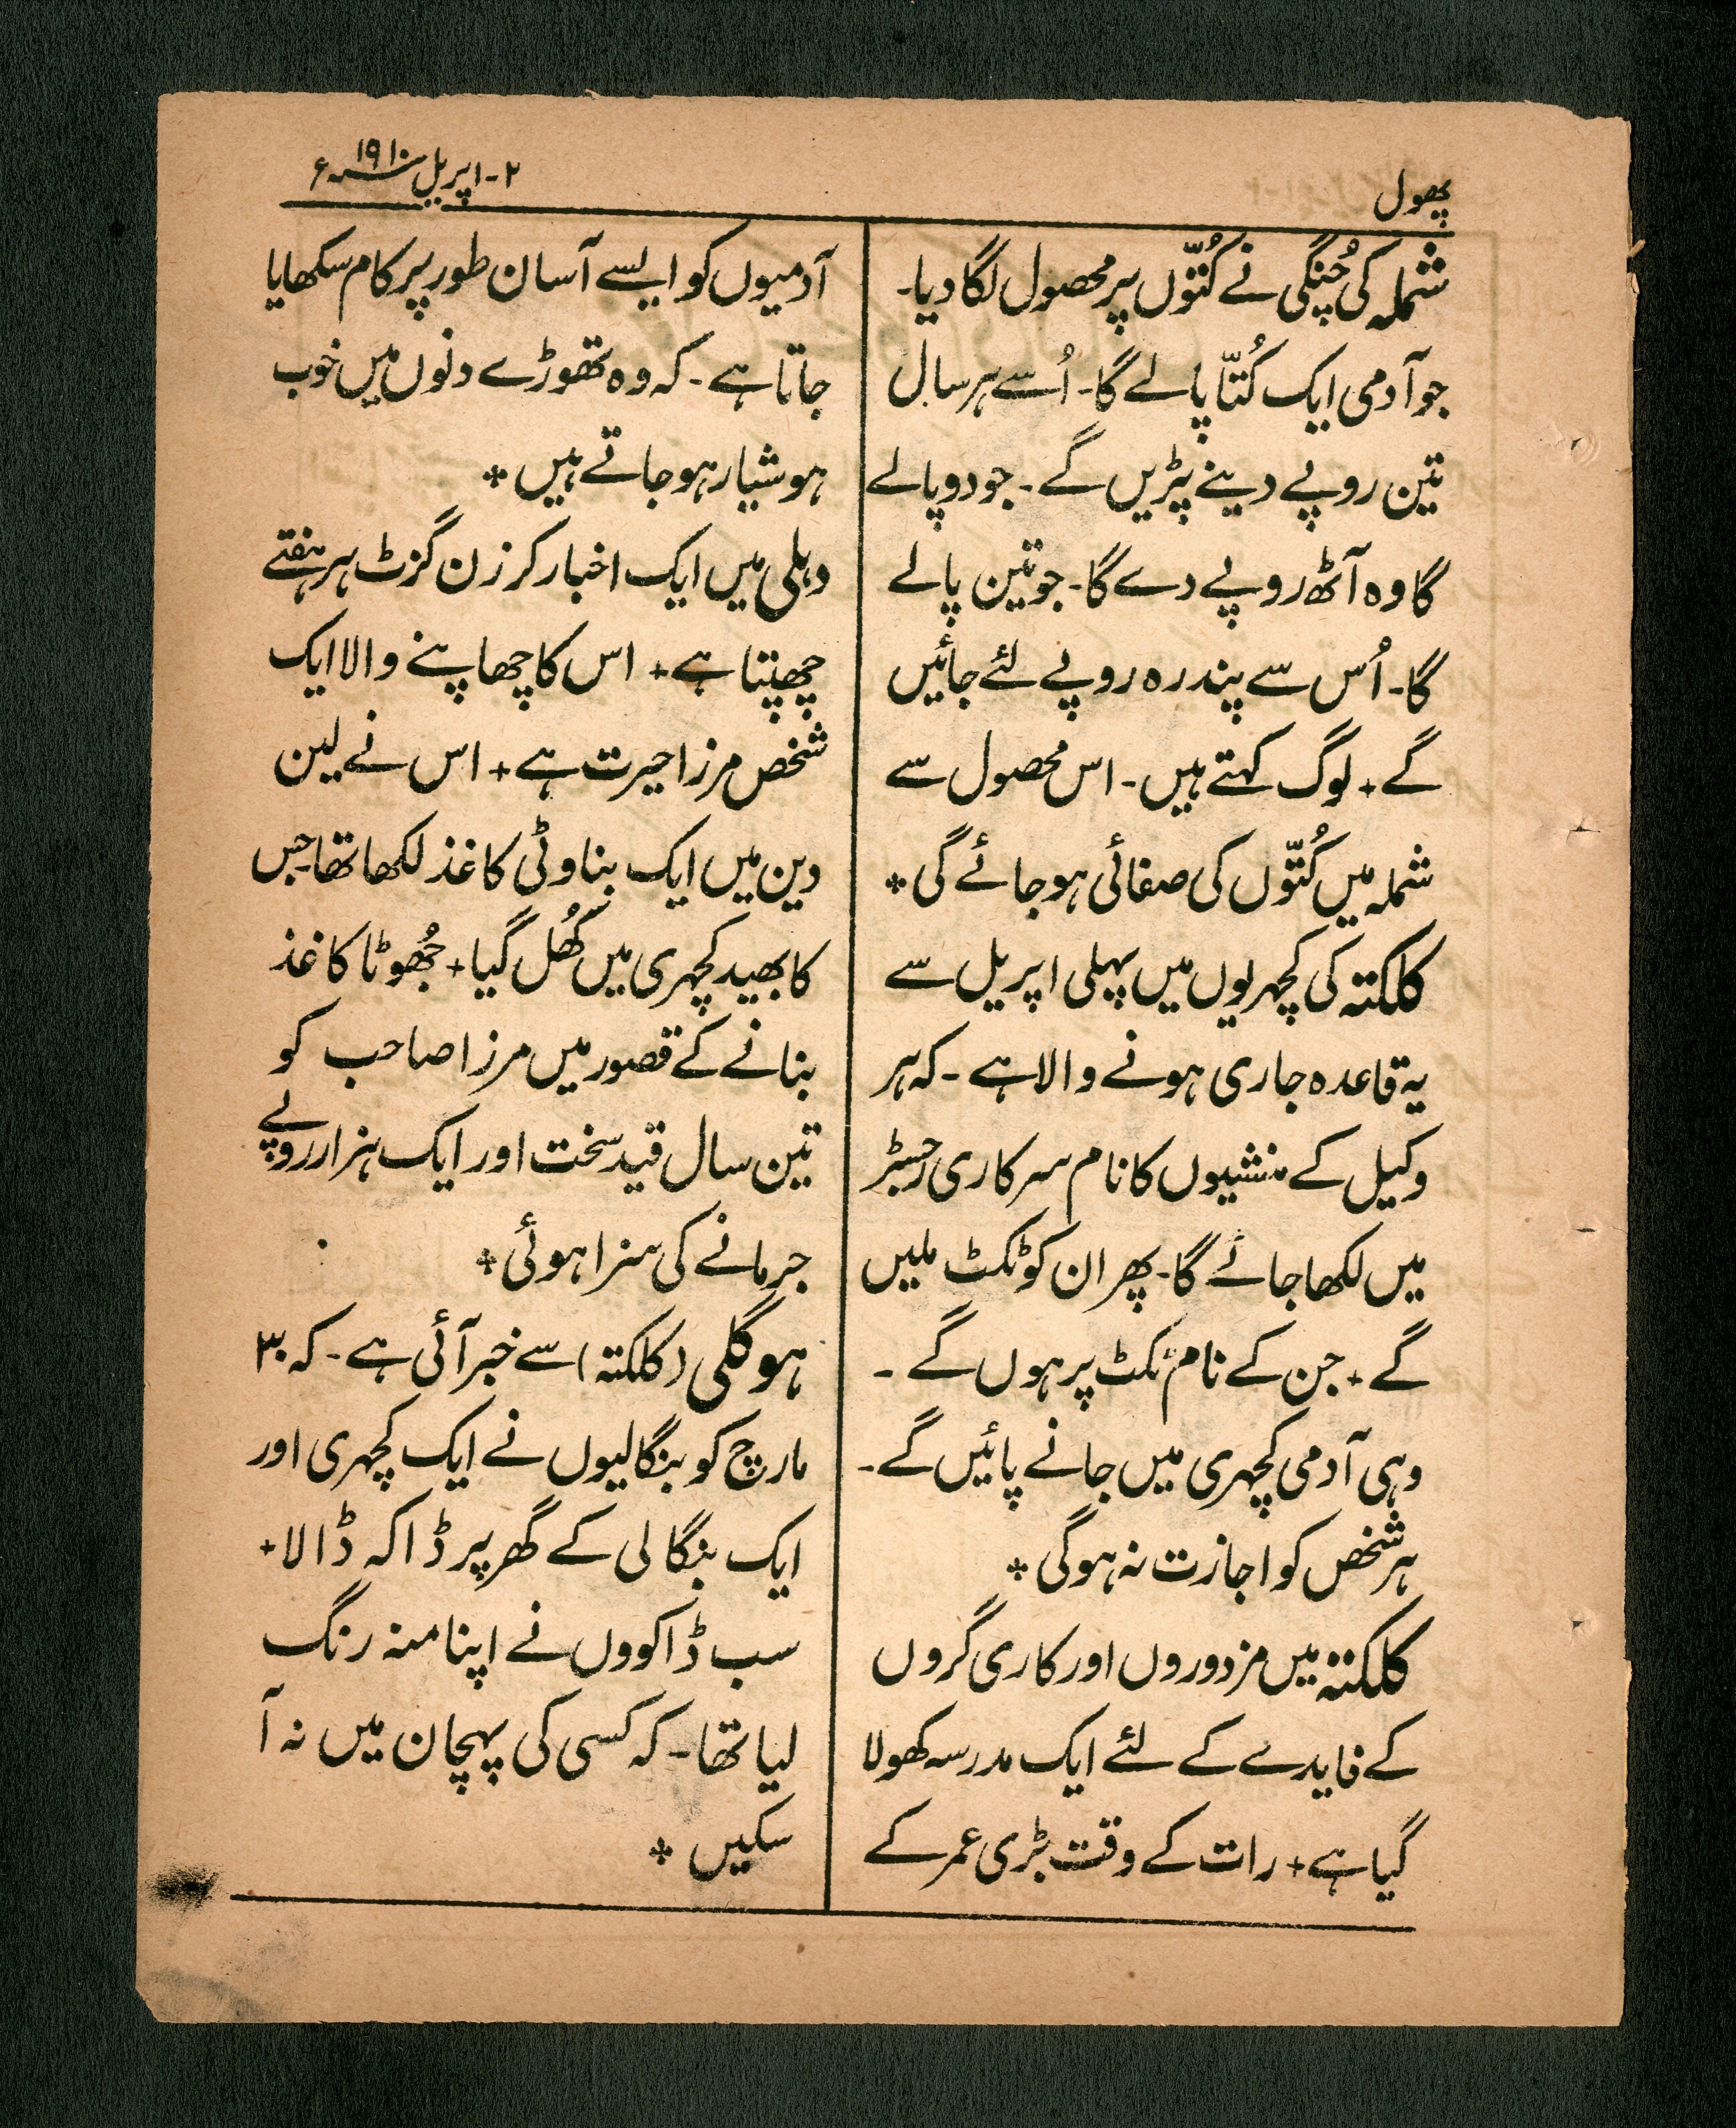 پھول
۲-اپریل ۱۹۱۰ء
شملہ کی چُنگی نے کُتّوں پر محصول لگا دیا۔
جو آدمی ایک کُتّا پالے گا۔ اُسے ہر سال
تین روپے دینے پڑیں گے۔ جو دو پالے
گا وہ آٹھ روپے دے گا۔ جو تین پالے
گا۔ اُس سے پندرہ روپے لئے جائیں
گے + لوگ کہتے ہیں۔ اس محصول سے
شملہ میں کُتّوں کی صفائی ہو جائے گی *
کلکتہ کی کچہریوں میں پہلی اپریل سے
یہ قاعدہ جاری ہونے والا ہے۔ کہ ہر
وکیل کے منشیوں کا نام سرکاری رجسٹر
میں لکھا جائے گا۔ پھر ان کو ٹکٹ ملیں
گے + جن کے نام ٹکٹ پر ہوں گے ۔
وہی آدمی کچہری میں جانے پائیں گے۔
ہر شخص کو اجازت نہ ہوگی *
کلکتہ میں مزدوروں اور کاری گروں
کے فایدے کے لئے ایک مدرسہ کھولا
گیا ہے + رات کے وقت بڑی عمر کے
آدمیوں کو ایسے آسان طور پر کام سکھایا
جاتا ہے۔ کہ وہ تھوڑے دنوں میں خوب
ہوشیار ہو جاتے ہیں *
دہلی میں ایک اخبار کرزن گزٹ ہر ہفتے
چھپتا ہے + اس کا چھاپنے والا ایک
شخص مرزا حیرت ہے + اس نے لین
دین میں ایک بناوٹی کاغذ لکھا تھا۔ جس
کا بھید کچہری میں کُھل گیا + جُھوٹا کاغذ
بنانے کے قصور میں مرزا صاحب کو
تین سال قید سخت اور ایک ہزار روپے
جرمانے کی سزا ہوئی +
ہوگلی (کلکتہ) سے خبر آئی ہے۔ کہ ۳۰
مارچ کو بنگالیوں نے ایک کچہری اور
ایک بنگالی کے گھر پر ڈاکہ ڈالا +
سب ڈاکووں نے اپنا منہ رنگ
لیا تھا۔ کہ کسی کی پہچان میں نہ آ
سکیں *